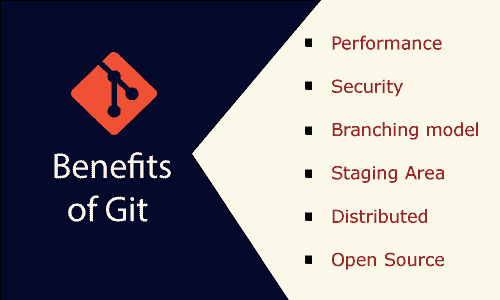 Benefits
of Git
Performance
Security
Branching model
Staging Area
Distributed
Open Source